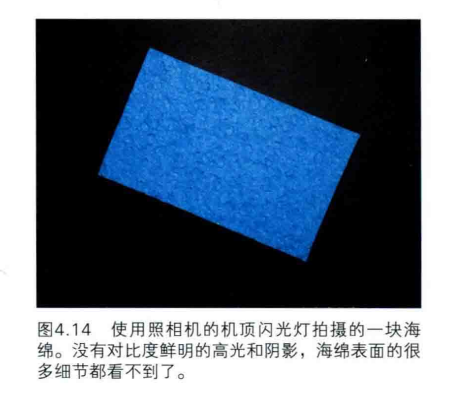 图4.14 使用照相机的机顶闪光灯拍摄的一块海
绵。没有对比度鲜明的高光和阴影，海绵表面的很
多细节都看不到了。